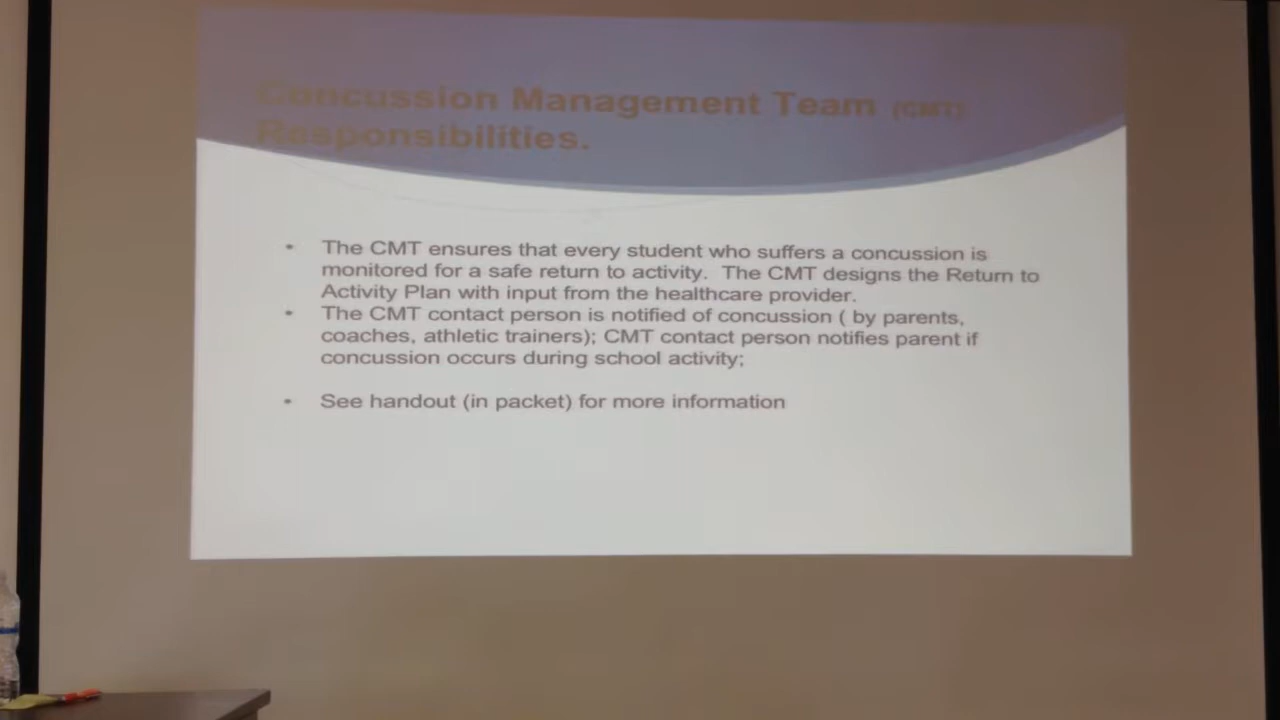 Concussion Management Team (CMT)
Responsibilities.
• The CMT ensures that every student who suffers a concussion is
monitored for a safe return to activity. The CMT designs the Return to
Activity Plan with input from the healthcare provider.
• The CMT contact person is notified of concussion ( by parents,
coaches, athletic trainers); CMT contact person notifies parent if
concussion occurs during school activity;
• See handout (in packet) for more information